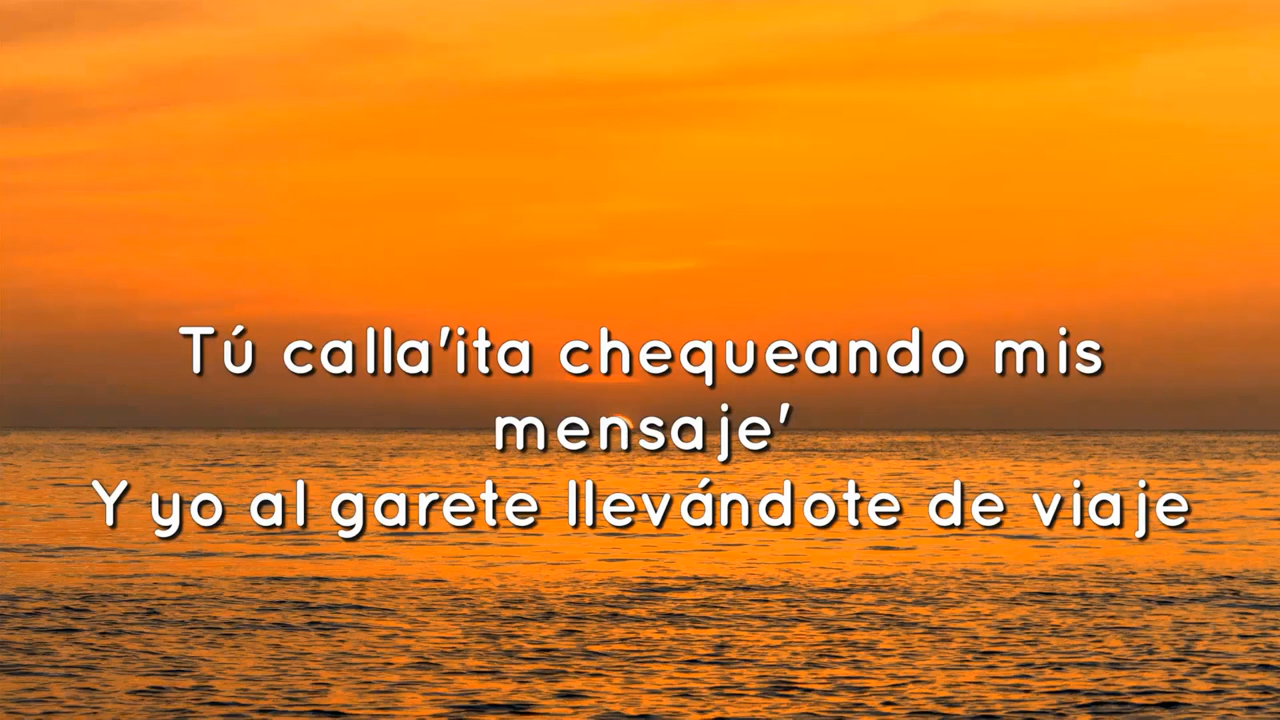 Tú calla'ita chequeando mis
mensaje'
Y yo al garete llevándote de viaje